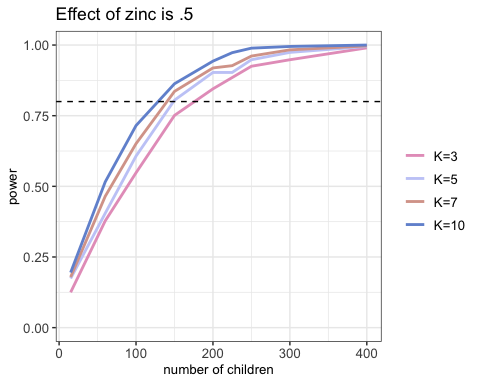 Effect of zinc is .5
1.00
0.75
0.50
0.25
0.00
power
0
100
200
300
400
number of children
K=3
K=5
K=7
K=10